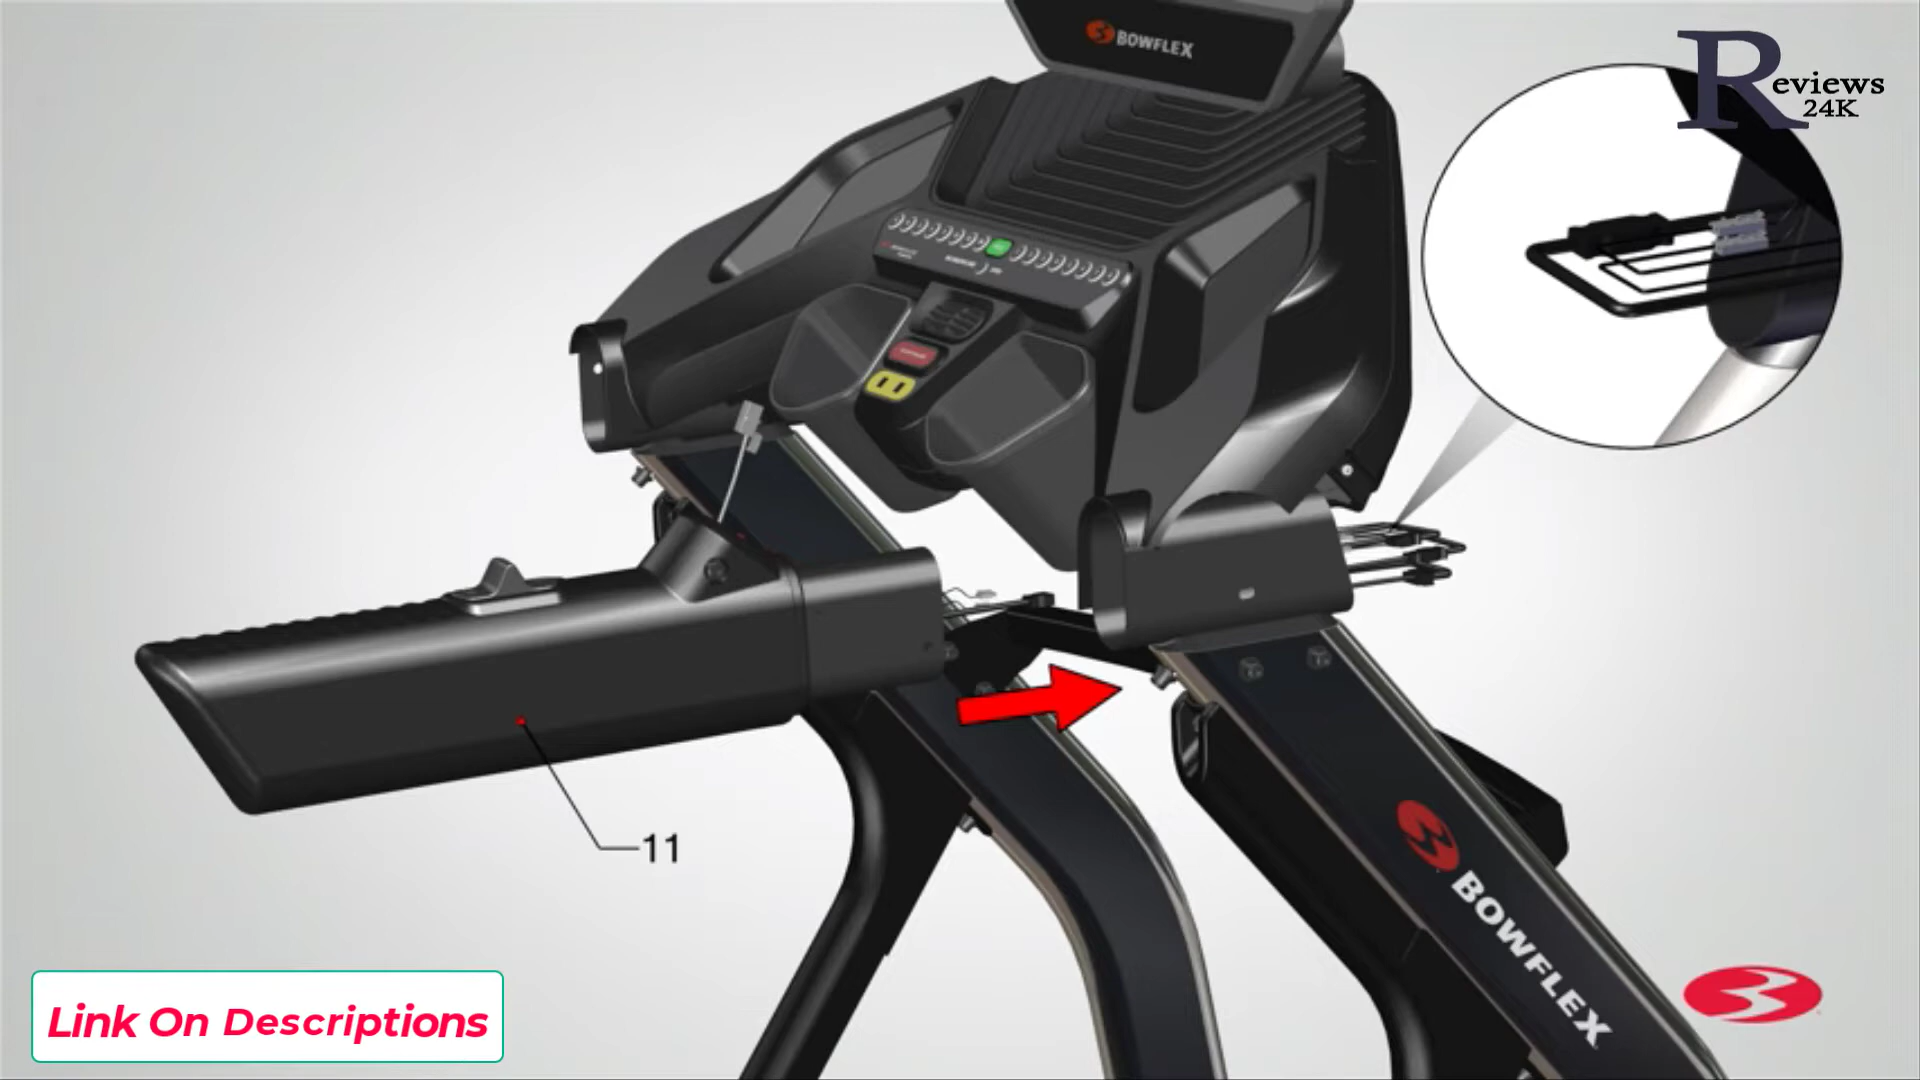 BOWFLEX
Reviews
24K
11
BOWFLEX
Link On Descriptions